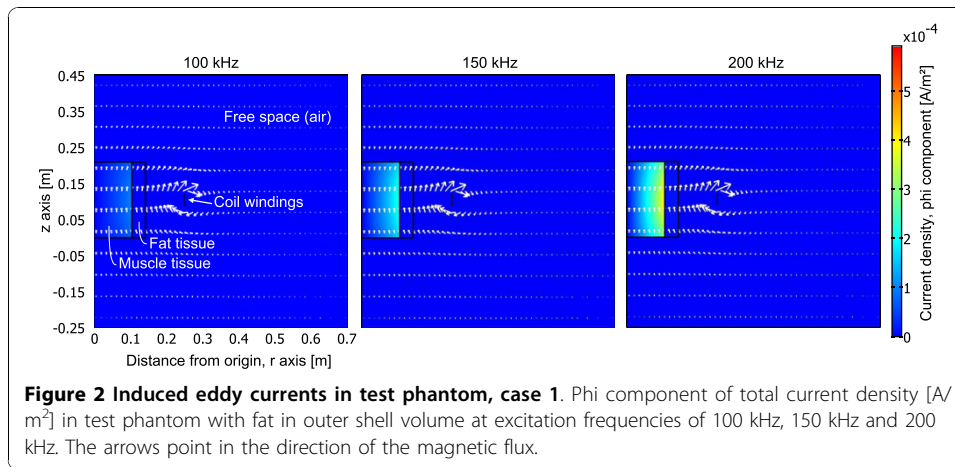 100 kHz
150 kHz
200 kHz
x10⁻⁴
0.45
0.35
0.25
0.15
0.05
-0.05
-0.15
-0.25
z axis [m]
Free space (air)
Coil windings
Fat tissue
Muscle tissue
0 0.1 0.2 0.3 0.4 0.5 0.6 0.7
Distance from origin, r axis [m]
5
4
3
2
1
0
Current density, phi component [A/m²]
Figure 2 Induced eddy currents in test phantom, case 1. Phi component of total current density [A/
m²] in test phantom with fat in outer shell volume at excitation frequencies of 100 kHz, 150 kHz and 200
kHz. The arrows point in the direction of the magnetic flux.